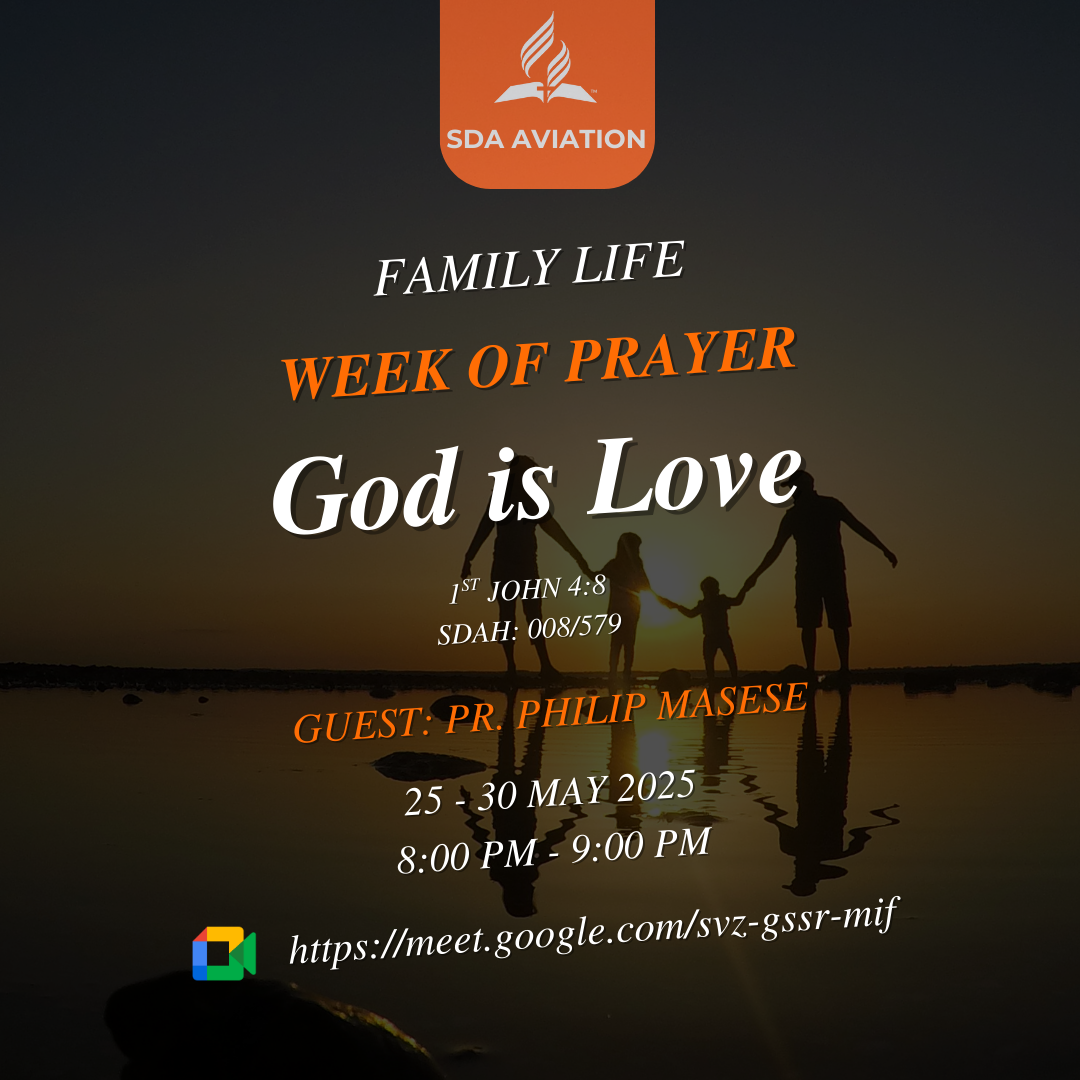 SDA AVIATION
FAMILY LIFE
WEEK OF PRAYER
God is Love
1ST JOHN 4:8
SDAH: 008/579
GUEST: PR. PHILIP MASESE
25 - 30 MAY 2025
8:00 PM - 9:00 PM
https://meet.google.com/svz-gssr-mif